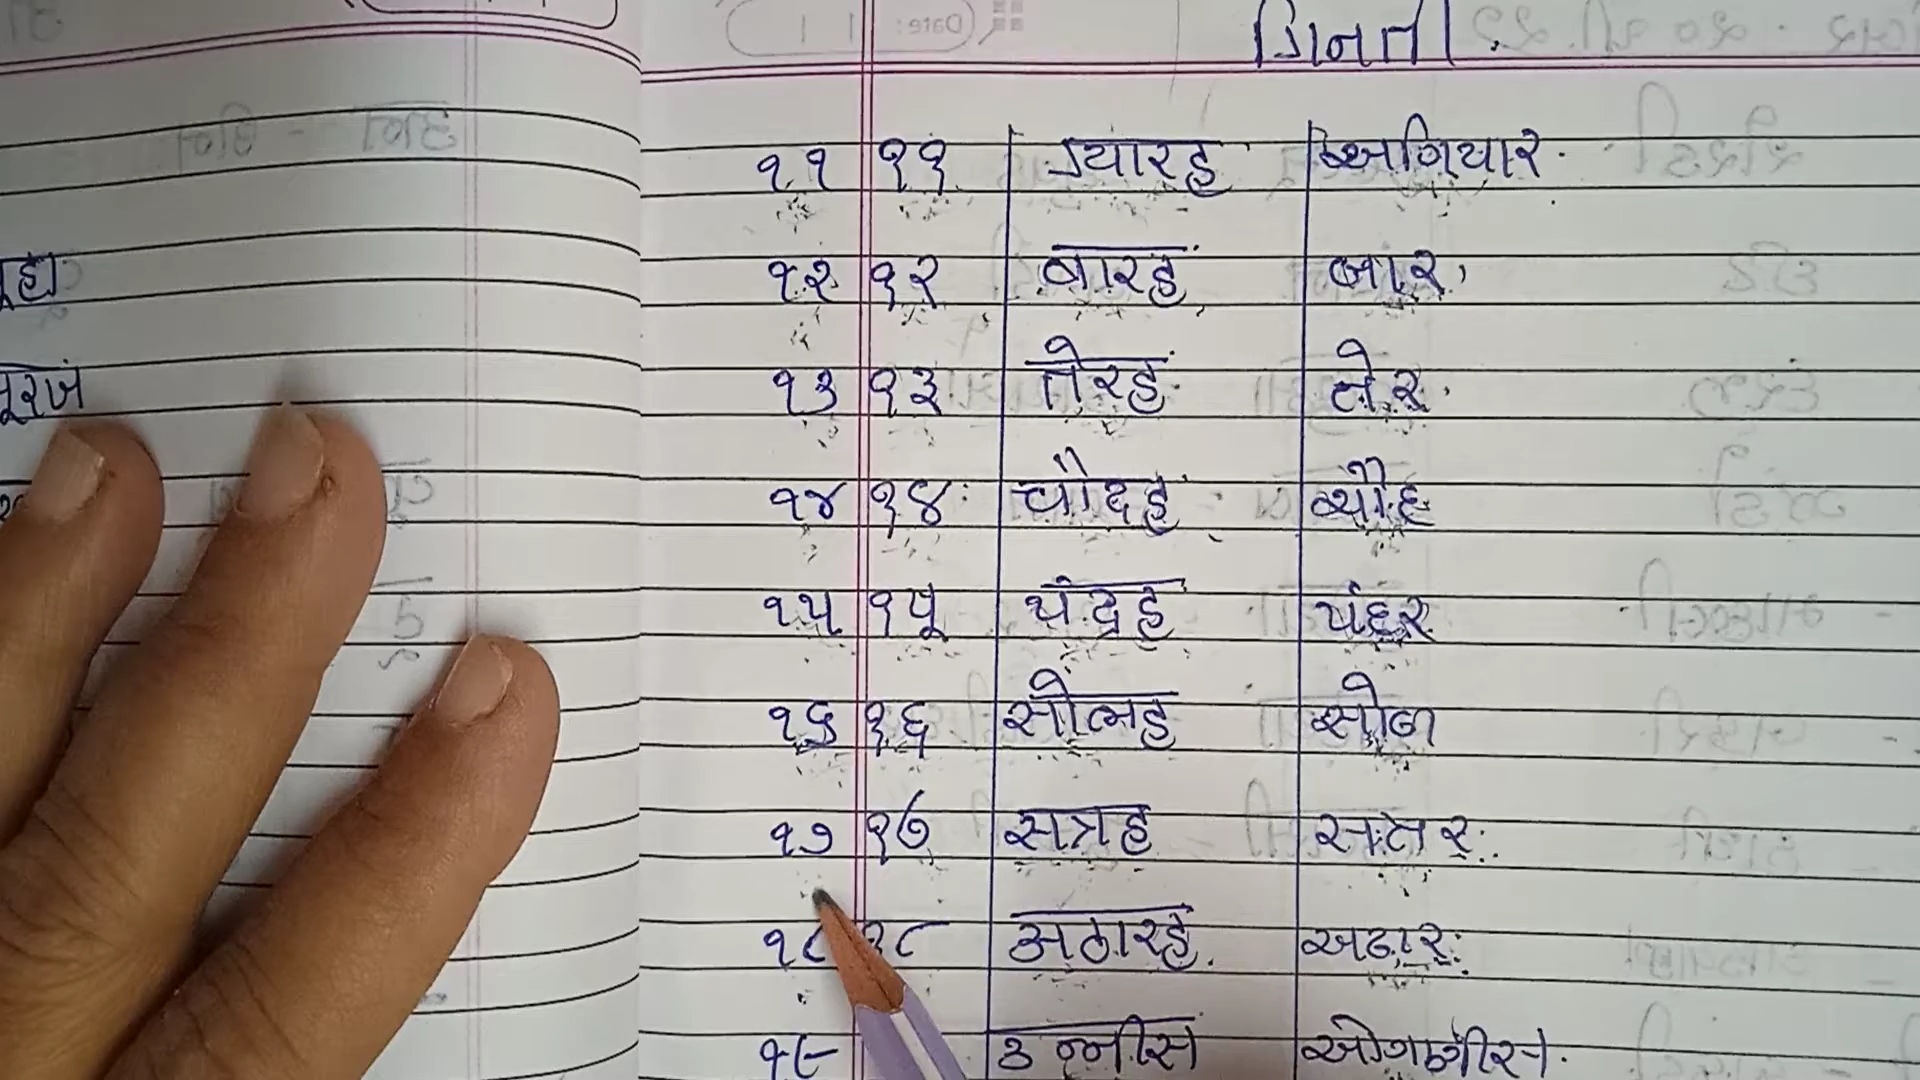 ગિનતી
૧૧ ११ ग्यारह અગિયાર
૧૨ १२ बारह બાર
૧૩ १३ तेरह તેર
૧૪ १४ चौदह ચૌદ
૧૫ १५ पंद्रह પંદર
૧૬ १६ सोलह સોળ
૧૭ १७ सत्रह સત્તર
૧૮ १८ अठारह અઢાર
૧૯ उन्नीस ઓગણીસ